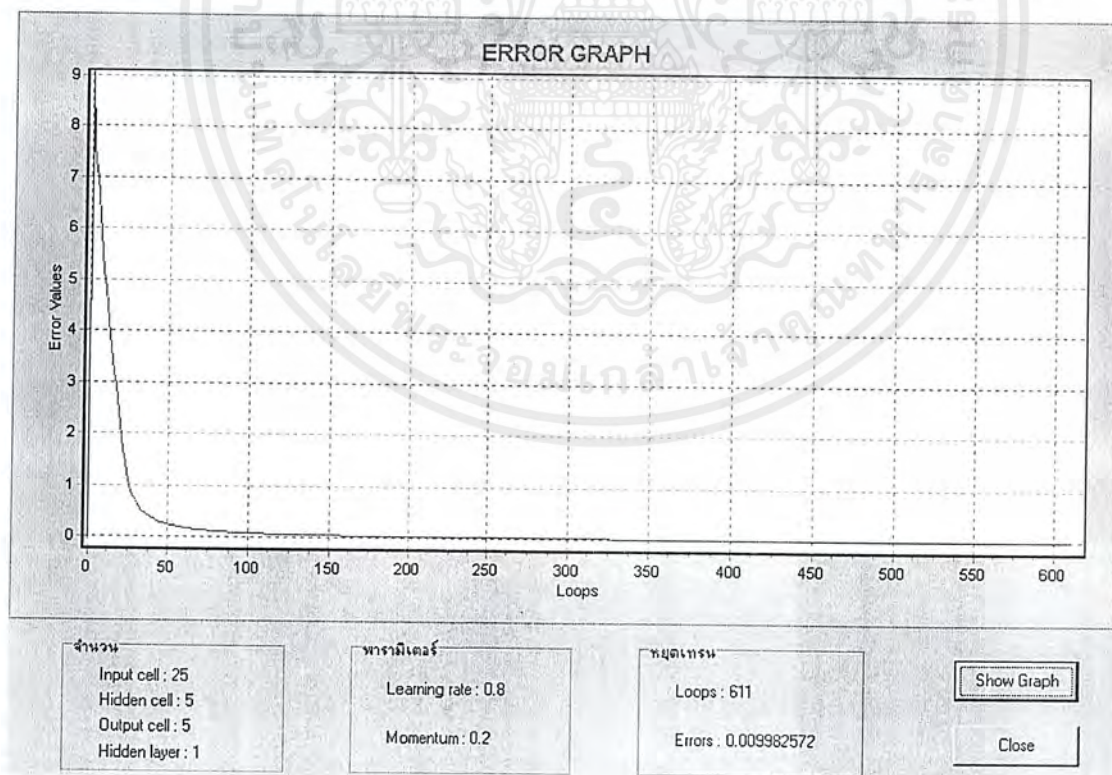 ERROR GRAPH
9
8
7
6
5
4
3
2
1
0
Error Values
0 50 100 150 200 250 300 350 400 450 500 550 600
Loops
จำนวน
Input cell : 25
Hidden cell : 5
Output cell : 5
Hidden layer : 1
พารามิเตอร์
Learning rate : 0.8
Momentum : 0.2
หยุดเทรน
Loops : 611
Errors : 0.009982572
Show Graph
Close